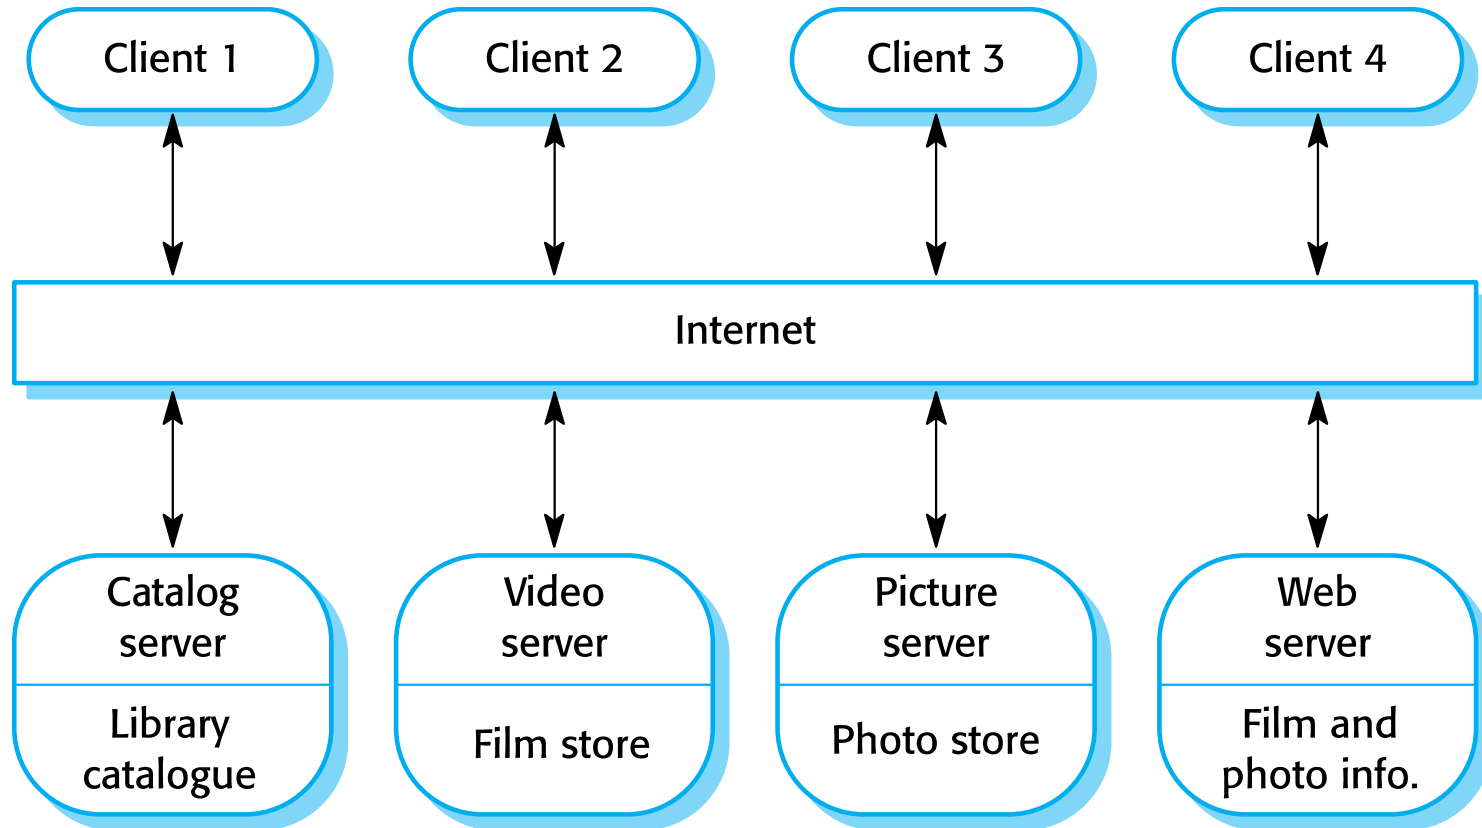 Client 1
Client 2
Client 3
Client 4
Internet
Catalog
server
Library
catalogue
Video
server
Film store
Picture
server
Photo store
Web
server
Film and
photo info.